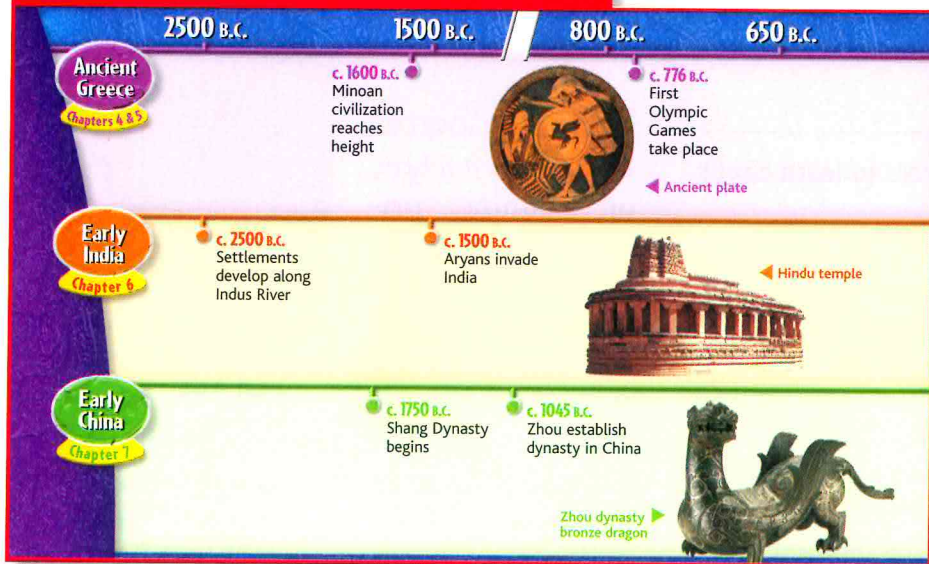 2500 B.C. 1500 B.C. 800 B.C. 650 B.C.
Ancient
Greece
Chapters 4 & 5
c. 1600 B.C.
Minoan
civilization
reaches
height
c. 776 B.C.
First
Olympic
Games
take place
Ancient plate
Early
India
Chapter 6
c. 2500 B.C.
Settlements
develop along
Indus River
c. 1500 B.C.
Aryans invade
India
Hindu temple
Early
China
Chapter 7
c. 1750 B.C.
Shang Dynasty
begins
c. 1045 B.C.
Zhou establish
dynasty in China
Zhou dynasty
bronze dragon